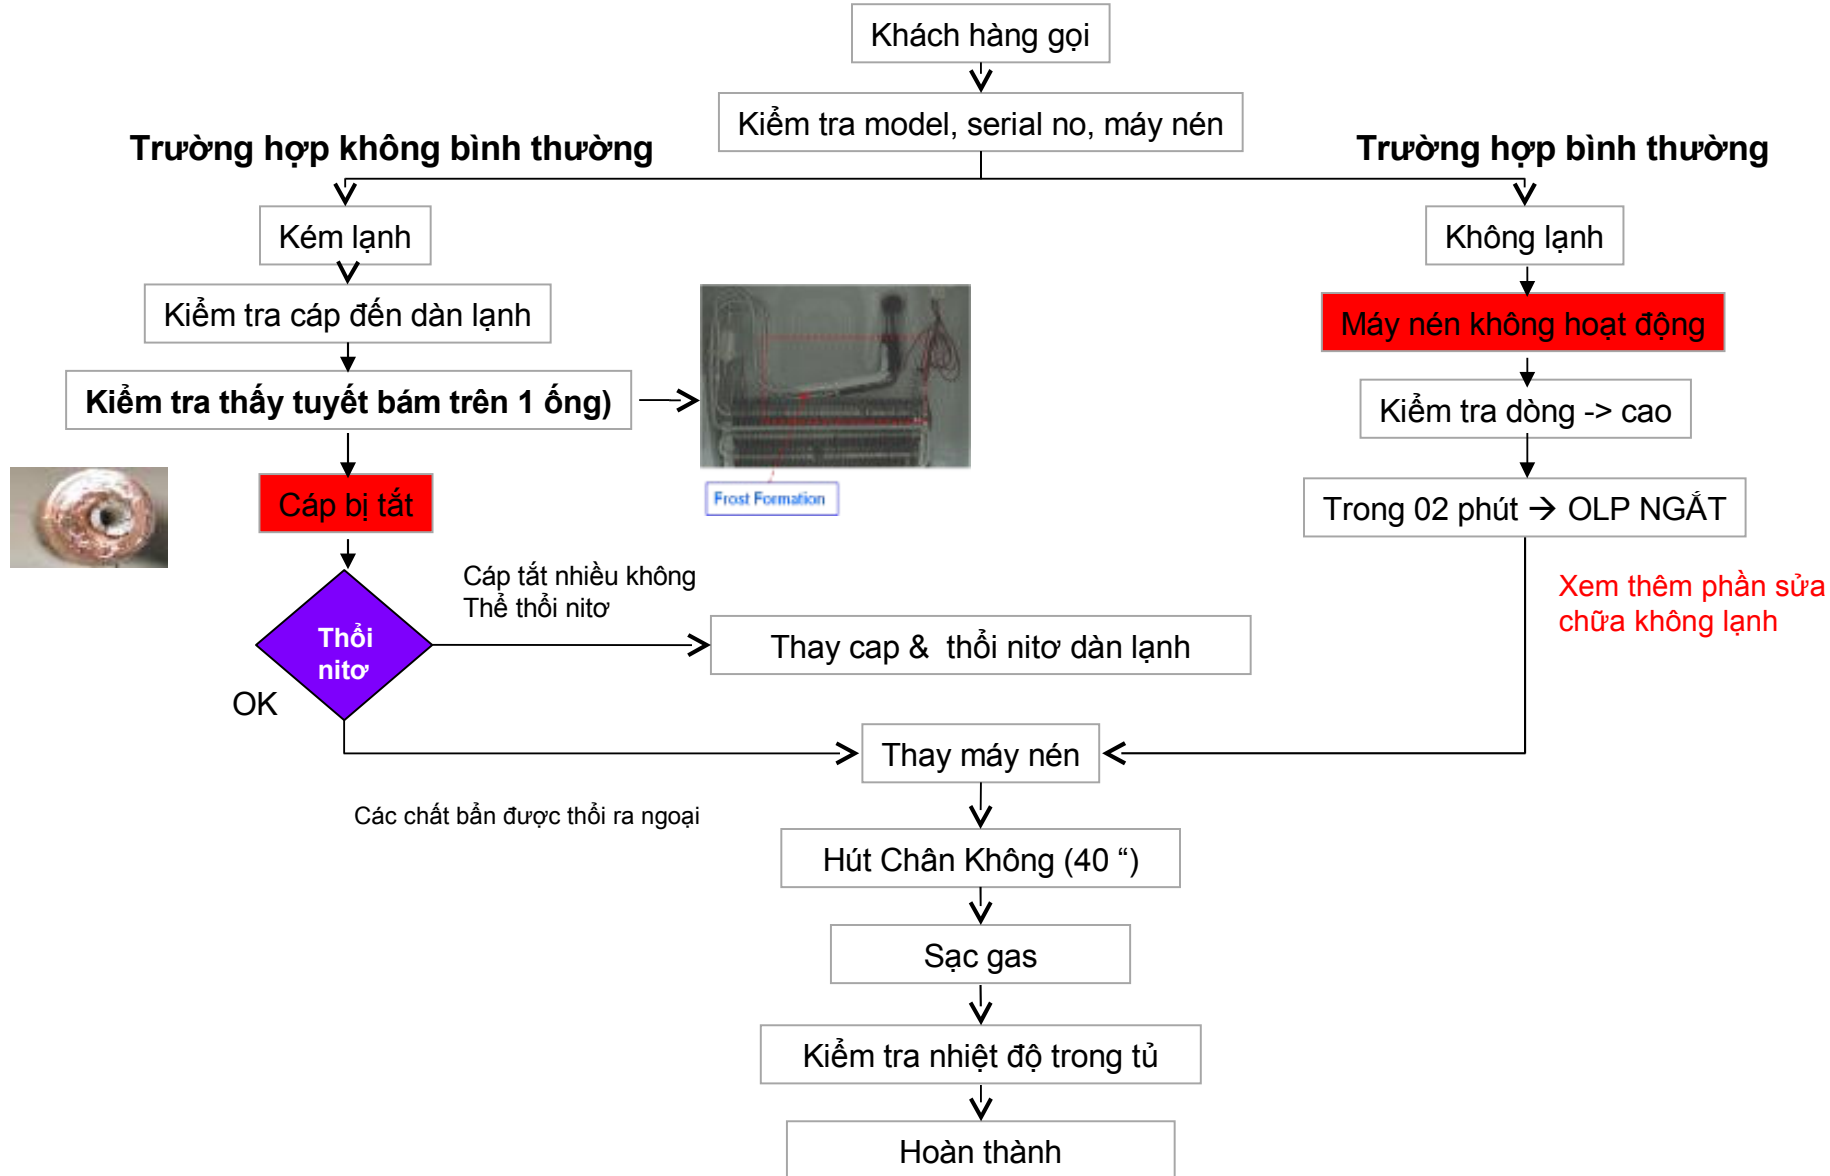 Khách hàng gọi
Kiểm tra model, serial no, máy nén
Trường hợp không bình thường
Trường hợp bình thường
Kém lạnh
Không lạnh
Kiểm tra cáp đến dàn lạnh
Máy nén không hoạt động
Kiểm tra thấy tuyết bám trên 1 ống)
Kiểm tra dòng -> cao
Frost Formation
Cáp bị tắt
Trong 02 phút → OLP NGẮT
Cáp tắt nhiều không
Thể thổi nitơ
Xem thêm phần sửa
chữa không lạnh
Thổi
nitơ
Thay cap & thổi nitơ dàn lạnh
OK
Thay máy nén
Các chất bẩn được thổi ra ngoại
Hút Chân Không (40 “)
Sạc gas
Kiểm tra nhiệt độ trong tủ
Hoàn thành